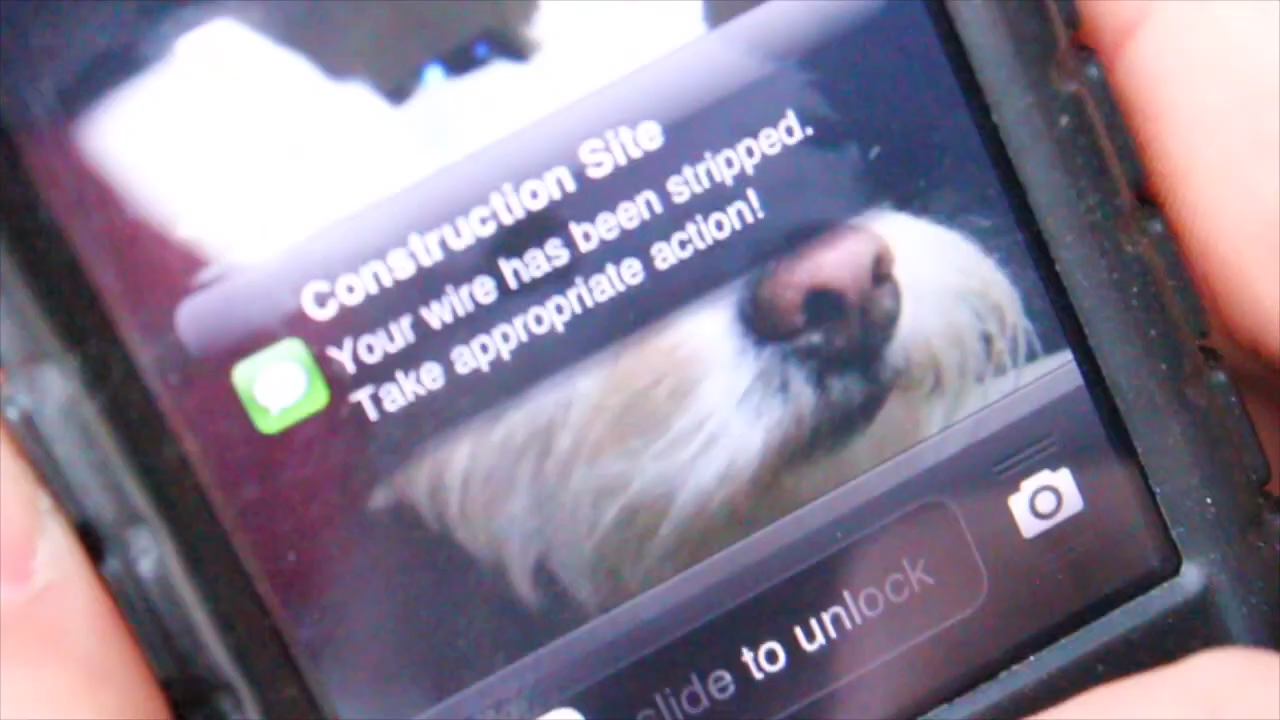 Construction Site
Your wire has been stripped.
Take appropriate action!
slide to unlock